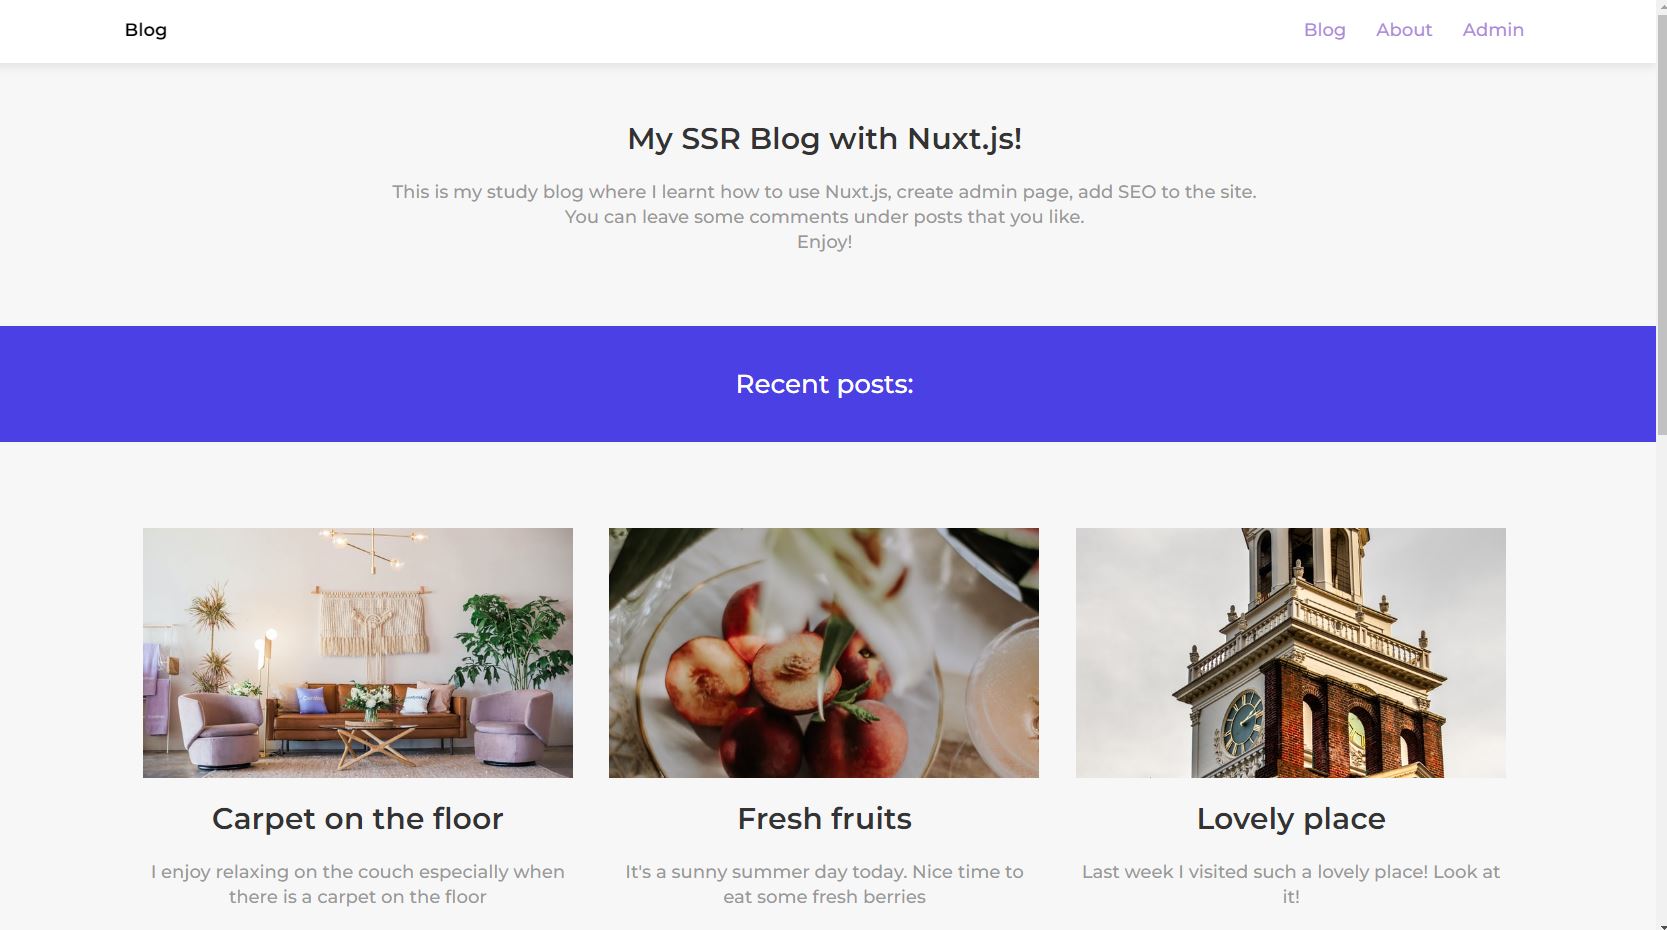 Blog
Blog About Admin
My SSR Blog with Nuxt.js!
This is my study blog where I learnt how to use Nuxt.js, create admin page, add SEO to the site.
You can leave some comments under posts that you like.
Enjoy!
Recent posts:
Carpet on the floor
I enjoy relaxing on the couch especially when
there is a carpet on the floor
Fresh fruits
It's a sunny summer day today. Nice time to
eat some fresh berries
Lovely place
Last week I visited such a lovely place! Look at
it!